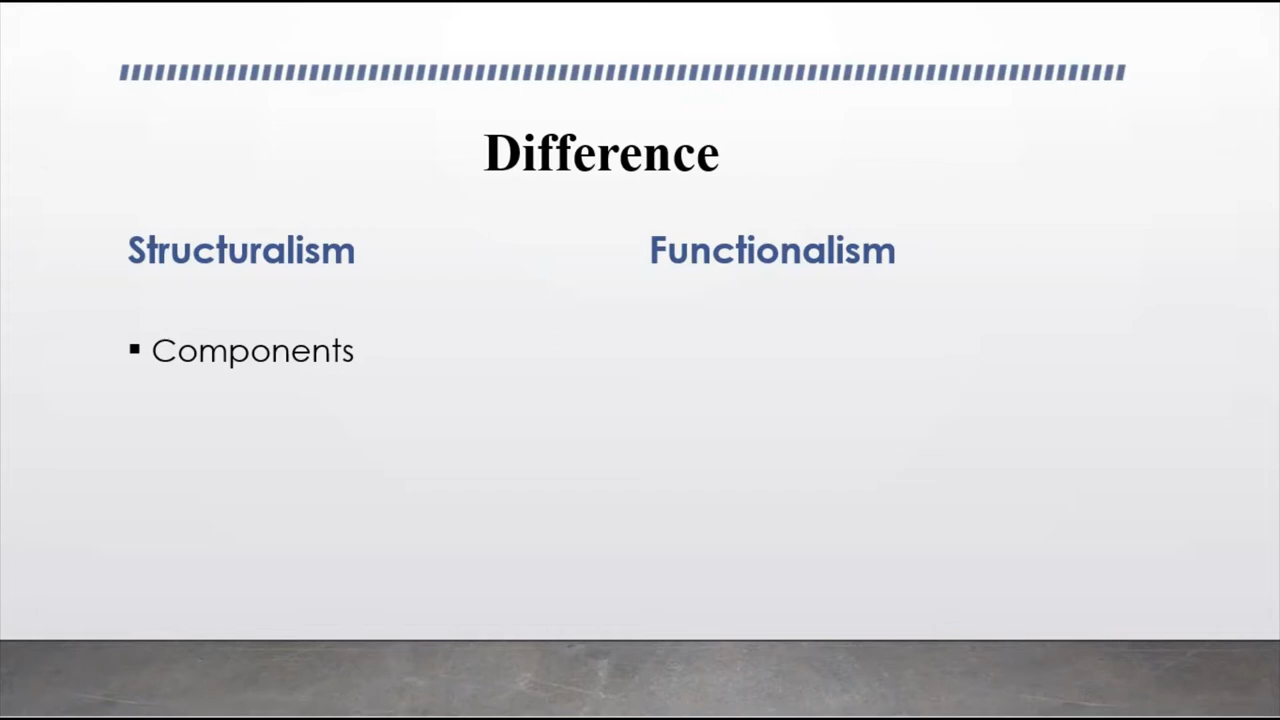 Difference
Structuralism
Functionalism
▪ Components